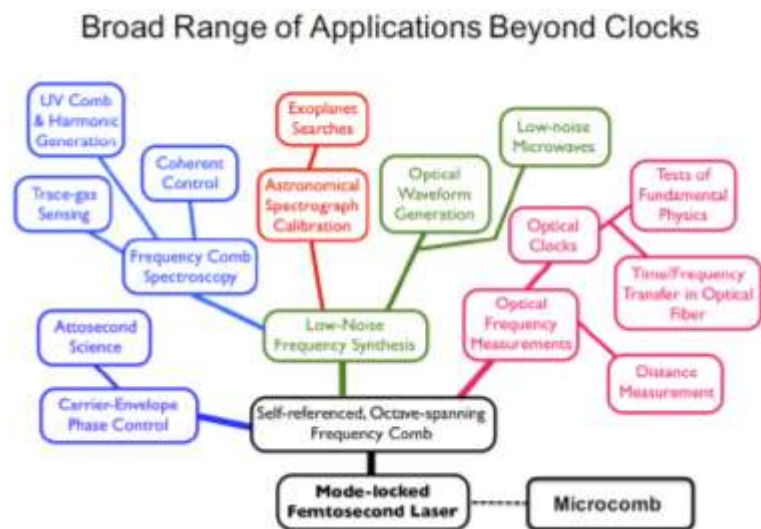 Broad Range of Applications Beyond Clocks
UV Comb
& Harmonic
Generation
Exoplanet
Searches
Low-noise
Microwaves
Coherent
Control
Optical
Waveform
Generation
Tests of
Fundamental
Physics
Trace-gas
Sensing
Astronomical
Spectrograph
Calibration
Optical
Clocks
Frequency Comb
Spectroscopy
Time/Frequency
Transfer in Optical
Fiber
Optical
Frequency
Measurements
Low-Noise
Frequency Synthesis
Attosecond
Science
Distance
Measurement
Carrier-Envelope
Phase Control
Self-referenced, Octave-spanning
Frequency Comb
Mode-locked
Femtosecond Laser
Microcomb